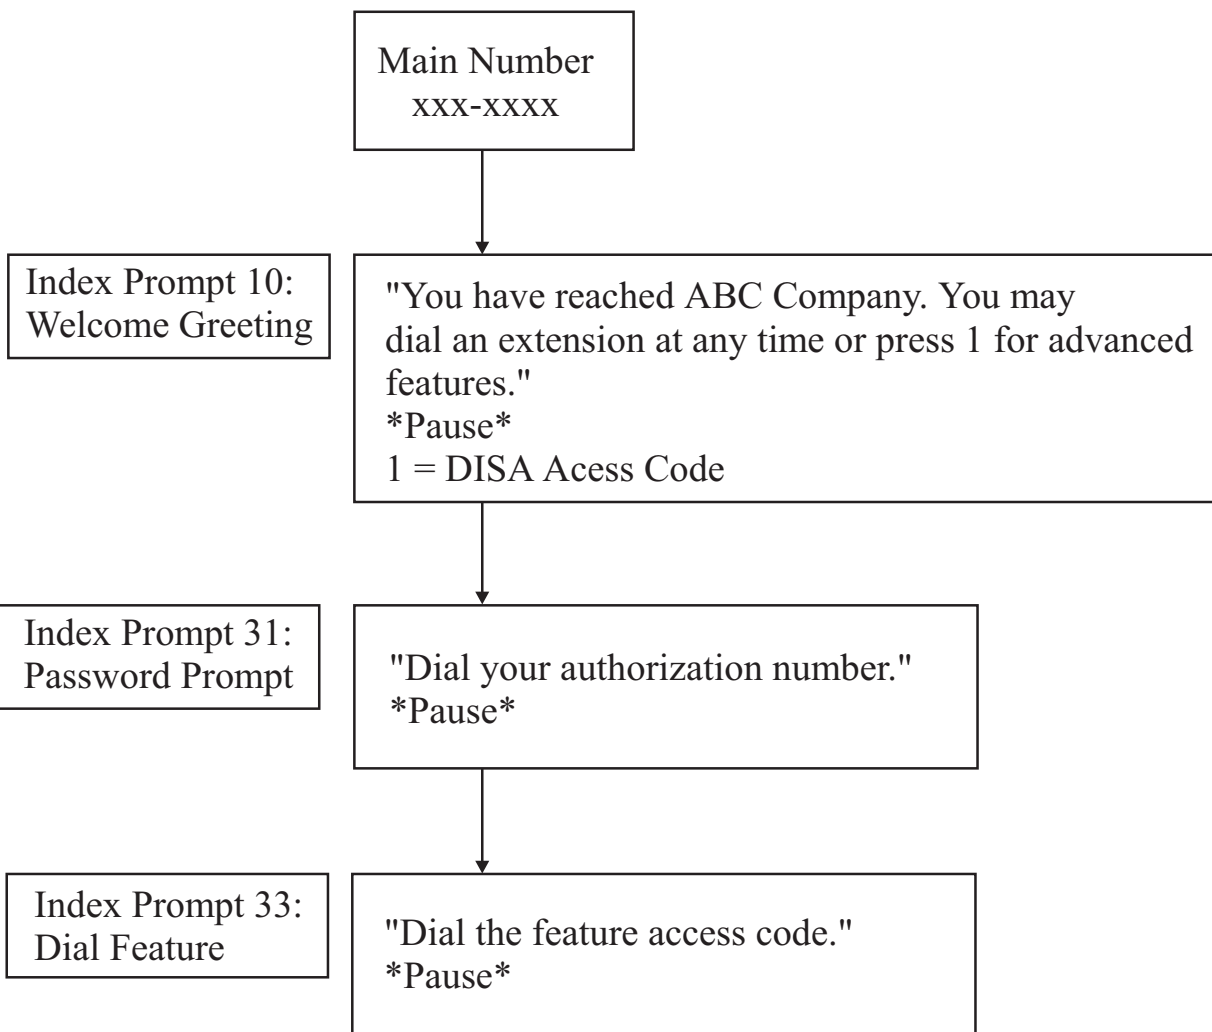 Main Number
xxx-xxxx
Index Prompt 10:
Welcome Greeting
"You have reached ABC Company. You may
dial an extension at any time or press 1 for advanced
features."
*Pause*
1 = DISA Acess Code
Index Prompt 31:
Password Prompt
"Dial your authorization number."
*Pause*
Index Prompt 33:
Dial Feature
"Dial the feature access code."
*Pause*